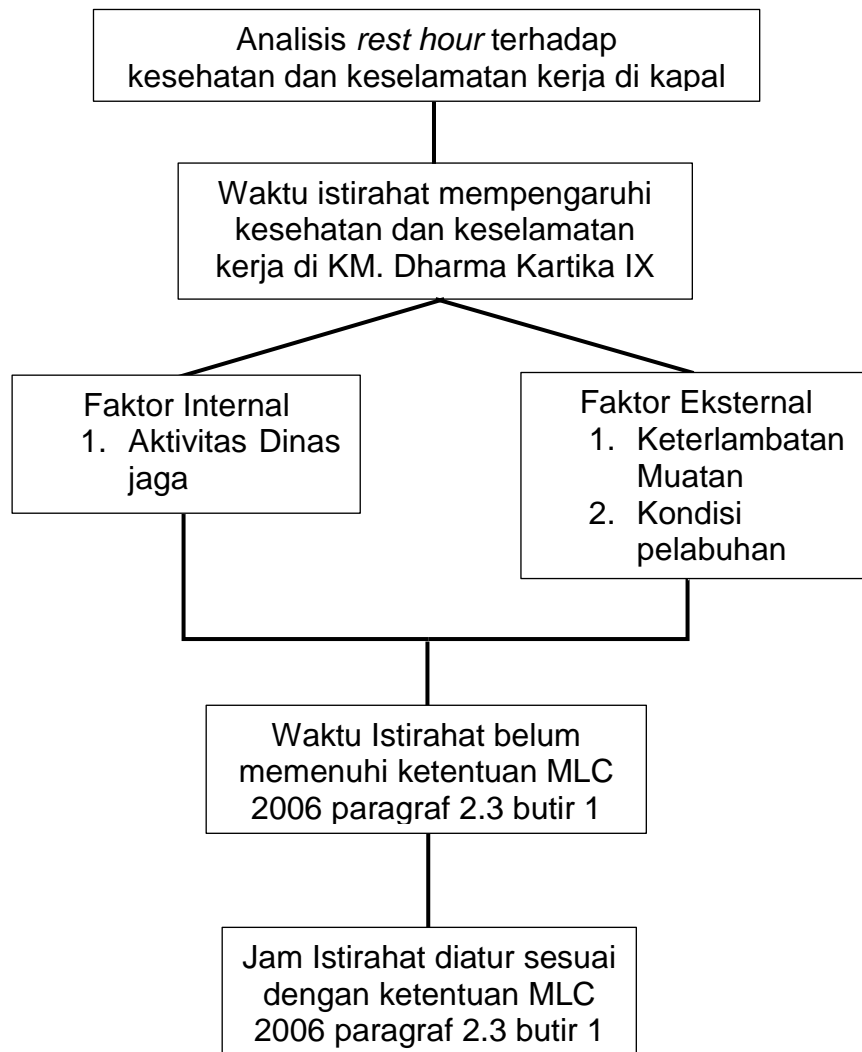 Analisis rest hour terhadap
kesehatan dan keselamatan kerja di kapal
Waktu istirahat mempengaruhi
kesehatan dan keselamatan
kerja di KM. Dharma Kartika IX
Faktor Internal
1. Aktivitas Dinas
jaga
Faktor Eksternal
1. Keterlambatan
Muatan
2. Kondisi
pelabuhan
Waktu Istirahat belum
memenuhi ketentuan MLC
2006 paragraf 2.3 butir 1
Jam Istirahat diatur sesuai
dengan ketentuan MLC
2006 paragraf 2.3 butir 1